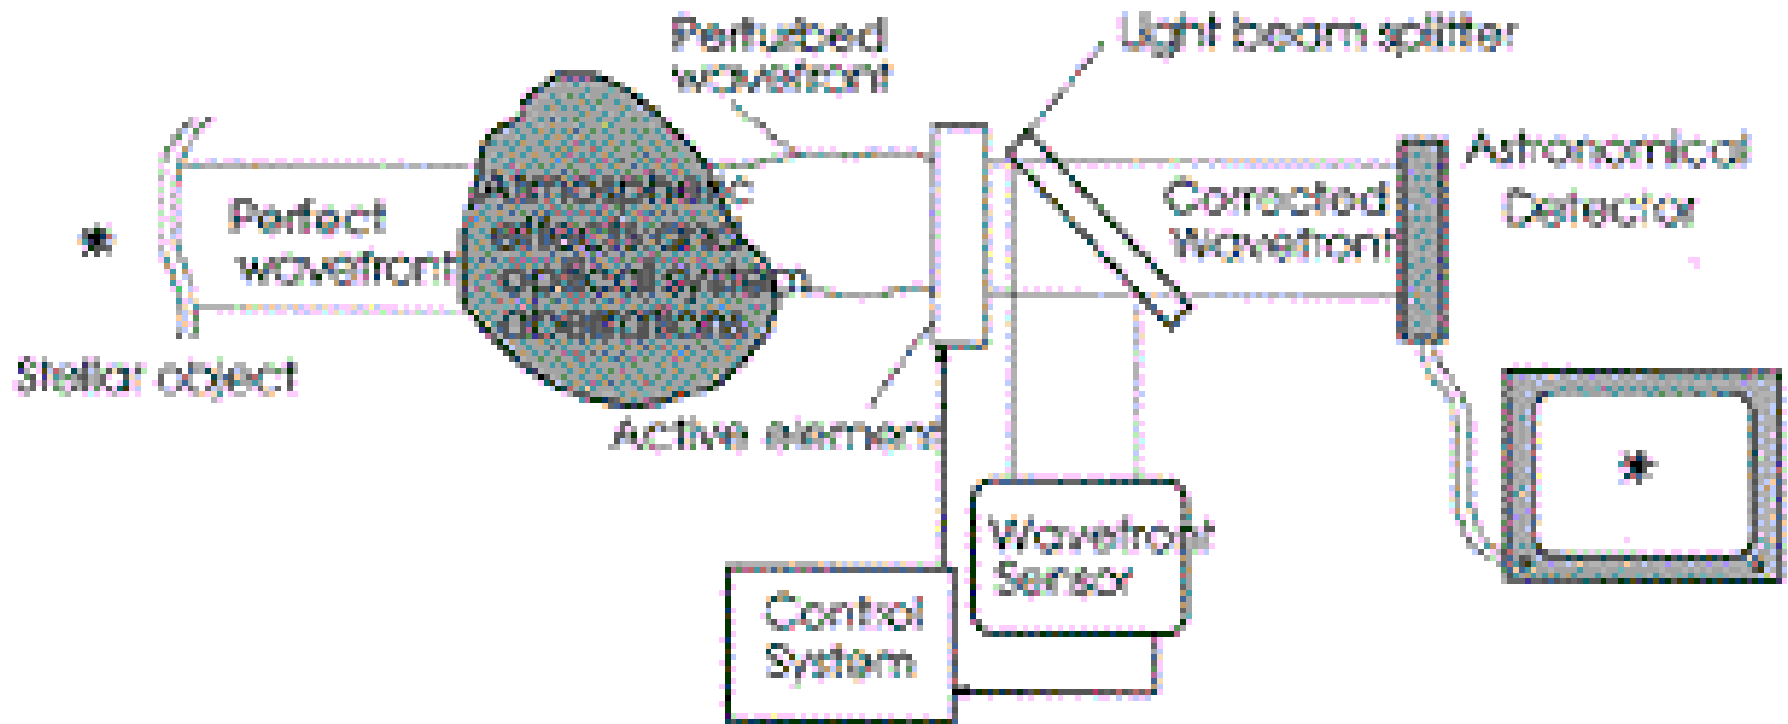 Perturbed
wavefront
Light beam splitter
Astronomical
Detector
Perfect
wavefront
Atmospheric
effects and
optical system
aberrations
Corrected
Wavefront
Stellar object
Active element
Wavefront
Sensor
Control
System